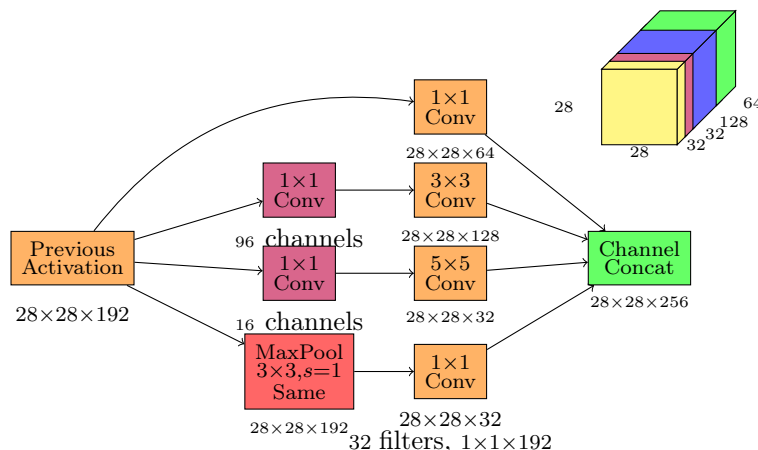 1×1
Conv
28×28×64
28
28
32
32
128
64
1×1
Conv
96 channels
3×3
Conv
28×28×128
Previous
Activation
28×28×192
1×1
Conv
16 channels
5×5
Conv
28×28×32
Channel
Concat
28×28×256
MaxPool
3×3,s=1
Same
28×28×192
1×1
Conv
28×28×32
32 filters, 1×1×192